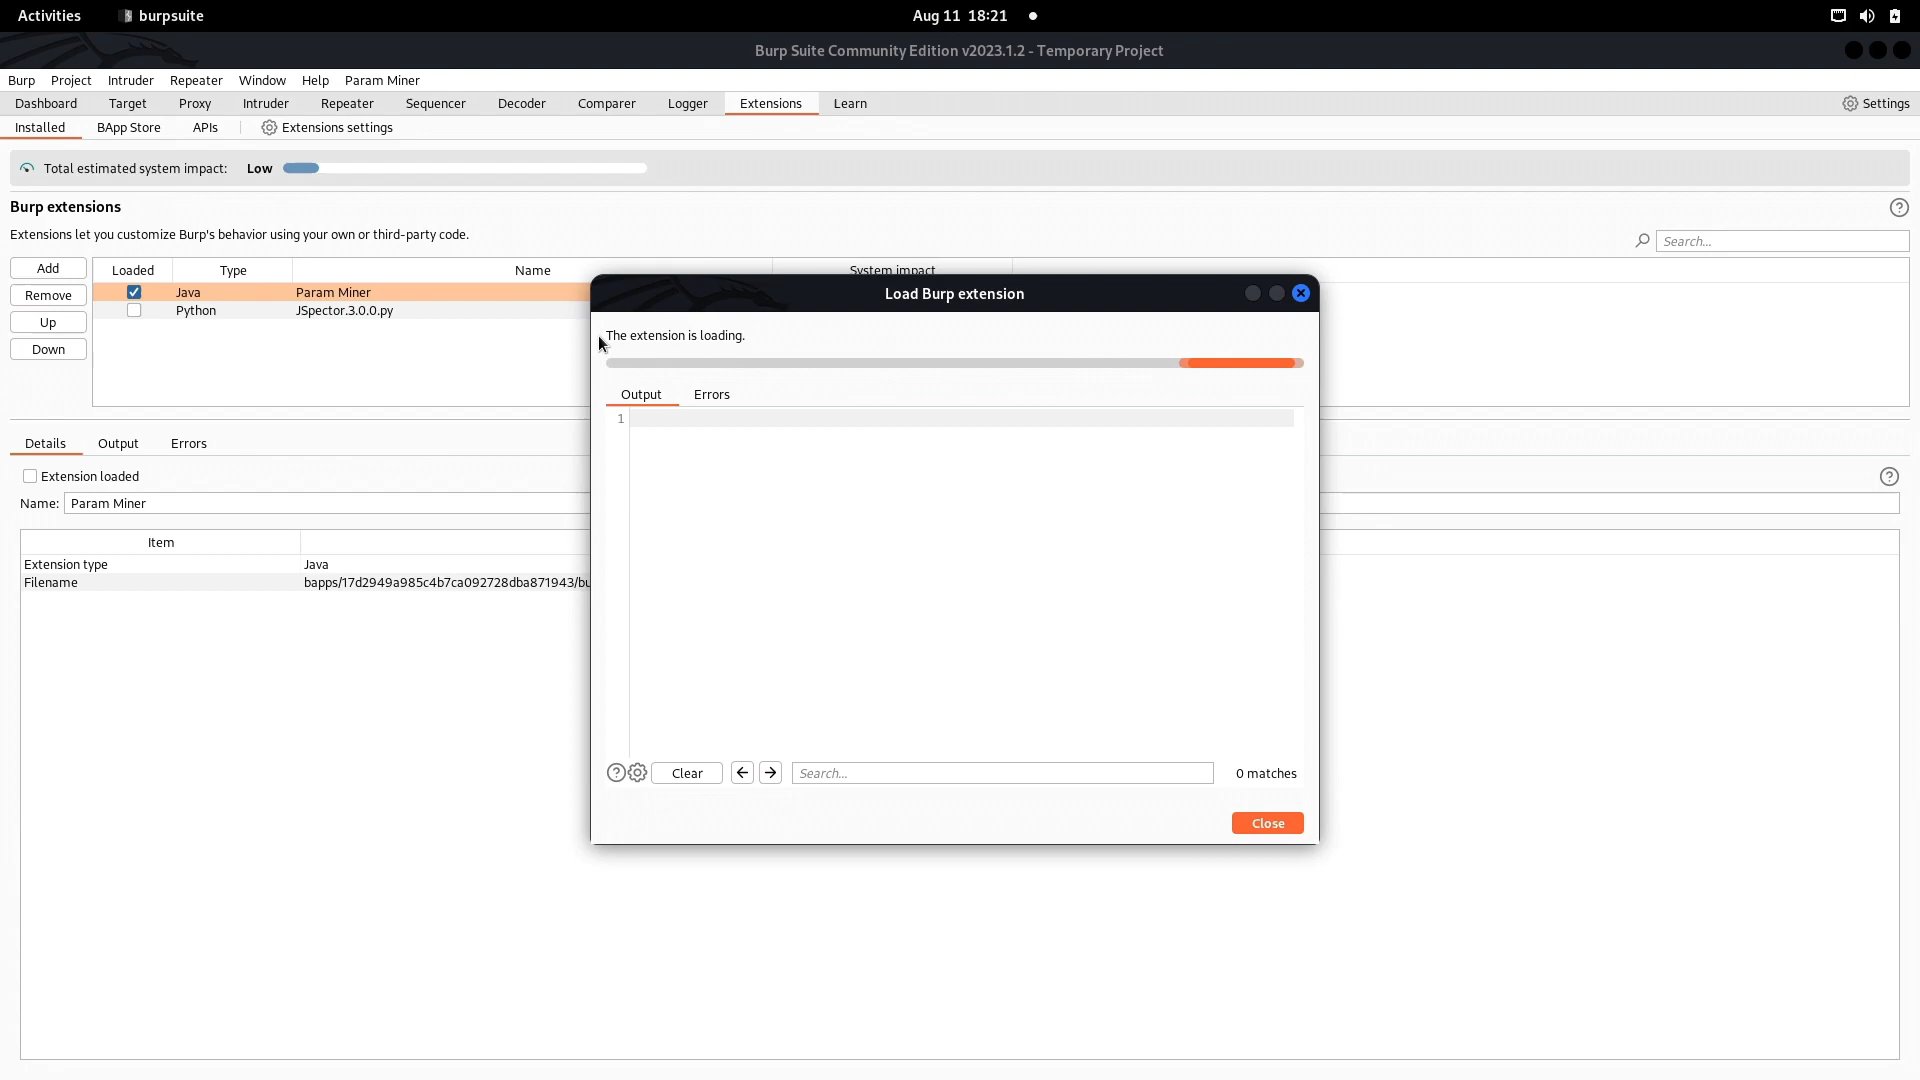 Activities burpsuite Aug 11 18:21
Burp Suite Community Edition v2023.1.2 - Temporary Project
Burp Project Intruder Repeater Window Help Param Miner
Dashboard Target Proxy Intruder Repeater Sequencer Decoder Comparer Logger Extensions Learn Settings
Installed BApp Store APIs Extensions settings
Total estimated system impact: Low
Burp extensions
Extensions let you customize Burp's behavior using your own or third-party code.
Search...
Add
Remove
Up
Down
Loaded Type Name System impact
Java Param Miner
Python JSpector.3.0.0.py
Load Burp extension
The extension is loading.
Output Errors
1
Clear Search... 0 matches
Close
Details Output Errors
Extension loaded
Name: Param Miner
Item
Extension type Java
Filename bapps/17d2949a985c4b7ca092728dba871943/bu